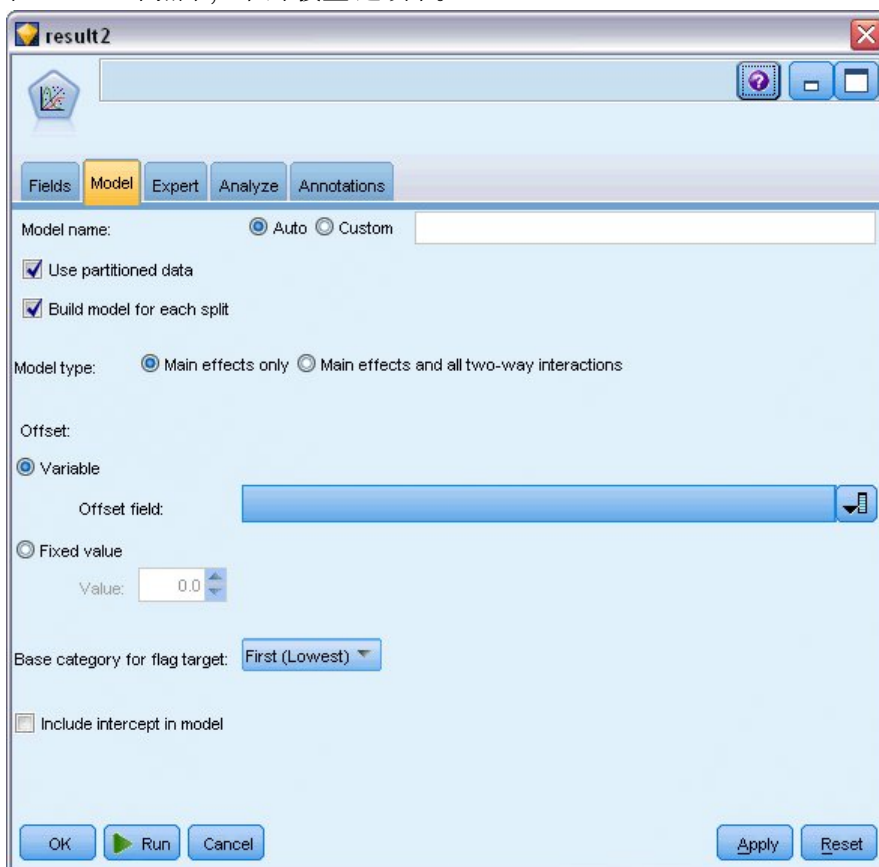 result2
Fields Model Expert Analyze Annotations
Model name: Auto Custom
Use partitioned data
Build model for each split
Model type: Main effects only Main effects and all two-way interactions
Offset:
Variable
Offset field:
Fixed value
Value: 0.0
Base category for flag target: First (Lowest)
Include intercept in model
OK Run Cancel Apply Reset